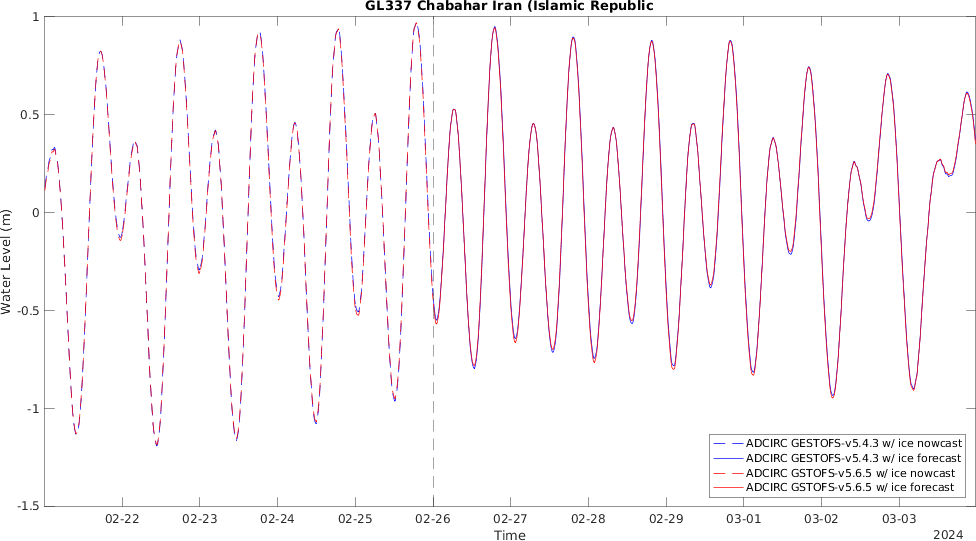 GL337 Chabahar Iran (Islamic Republic
1
0.5
0
-0.5
-1
-1.5
Water Level (m)
ADCIRC GESTOFS-v5.4.3 w/ ice nowcast
ADCIRC GESTOFS-v5.4.3 w/ ice forecast
ADCIRC GSTOFS-v5.6.5 w/ ice nowcast
ADCIRC GSTOFS-v5.6.5 w/ ice forecast
02-22 02-23 02-24 02-25 02-26 02-27 02-28 02-29 03-01 03-02 03-03
Time
2024